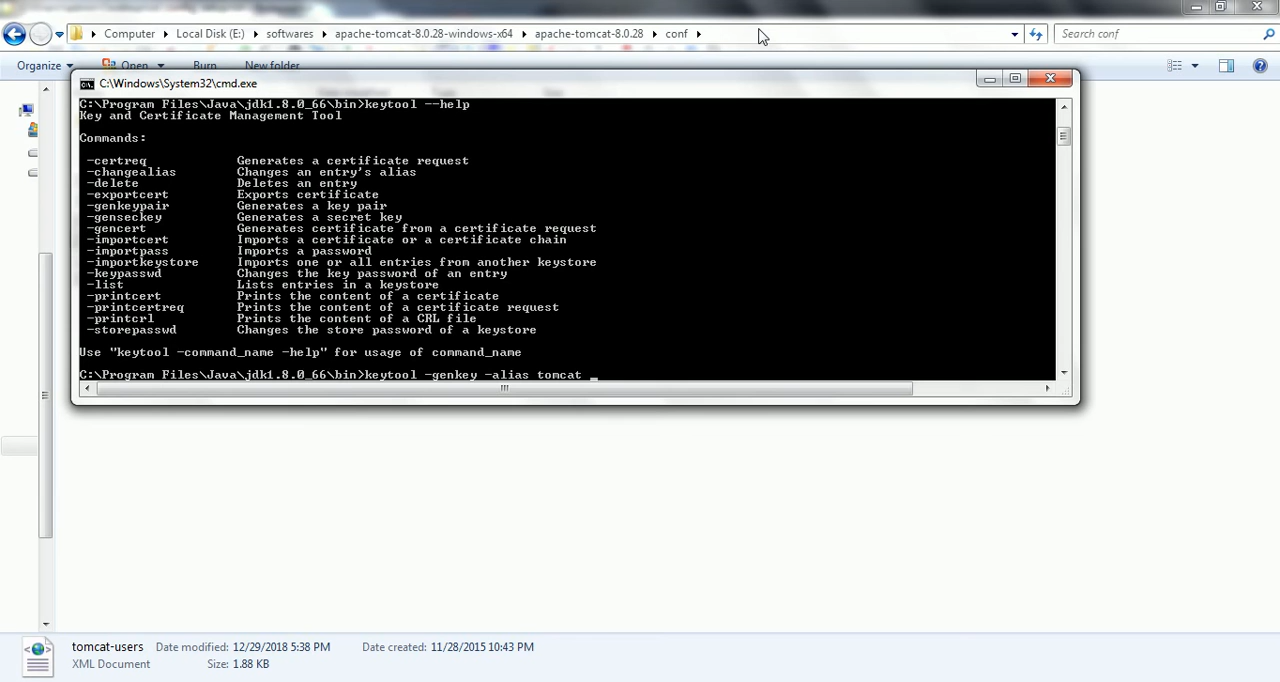 Computer Local Disk (E:) softwares apache-tomcat-8.0.28-windows-x64 apache-tomcat-8.0.28 conf Search conf
Organize Open Burn New folder
C:\Windows\System32\cmd.exe
C:\Program Files\Java\jdk1.8.0_66\bin>keytool --help
Key and Certificate Management Tool
Commands:
-certreq Generates a certificate request
-changealias Changes an entry's alias
-delete Deletes an entry
-exportcert Exports certificate
-genkeypair Generates a key pair
-genseckey Generates a secret key
-gencert Generates certificate from a certificate request
-importcert Imports a certificate or a certificate chain
-importpass Imports a password
-importkeystore Imports one or all entries from another keystore
-keypasswd Changes the key password of an entry
-list Lists entries in a keystore
-printcert Prints the content of a certificate
-printcertreq Prints the content of a certificate request
-printcrl Prints the content of a CRL file
-storepasswd Changes the store password of a keystore
Use "keytool -command_name -help" for usage of command_name
C:\Program Files\Java\jdk1.8.0_66\bin>keytool -genkey -alias tomcat _
tomcat-users Date modified: 12/29/2018 5:38 PM Date created: 11/28/2015 10:43 PM
XML Document Size: 1.88 KB